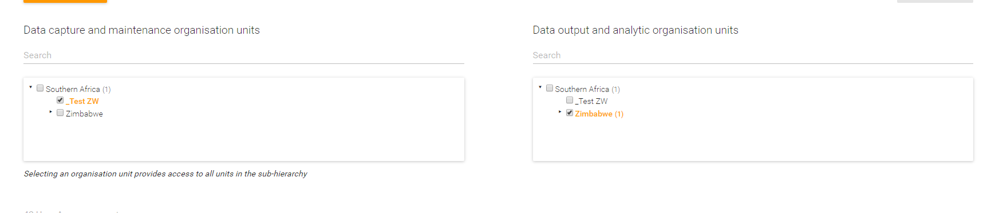 Data capture and maintenance organisation units
Search
Southern Africa (1)
_Test ZW
Zimbabwe
Selecting an organisation unit provides access to all units in the sub-hierarchy
Data output and analytic organisation units
Search
Southern Africa (1)
_Test ZW
Zimbabwe (1)